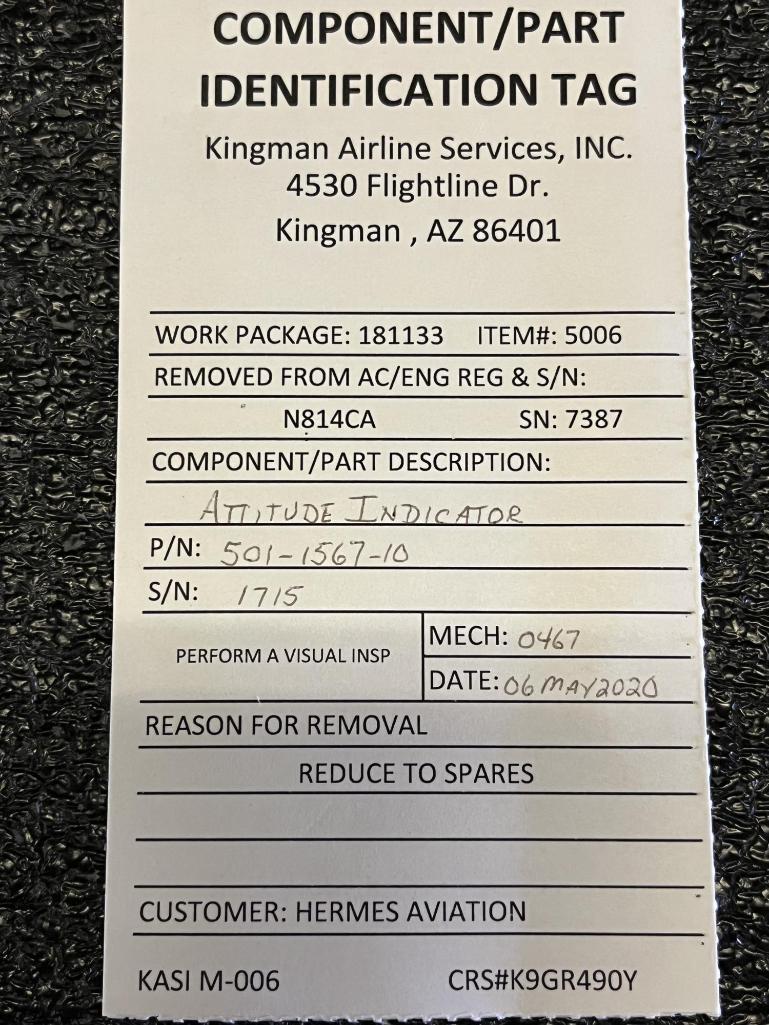 COMPONENT/PART
IDENTIFICATION TAG
Kingman Airline Services, INC.
4530 Flightline Dr.
Kingman , AZ 86401
WORK PACKAGE: 181133 ITEM#: 5006
REMOVED FROM AC/ENG REG & S/N:
N814CA SN: 7387
COMPONENT/PART DESCRIPTION:
ATTITUDE INDICATOR
P/N: 501-1567-10
S/N: 1715
PERFORM A VISUAL INSP
MECH: 0467
DATE: 06 MAY 2020
REASON FOR REMOVAL
REDUCE TO SPARES
CUSTOMER: HERMES AVIATION
KASI M-006 CRS#K9GR490Y